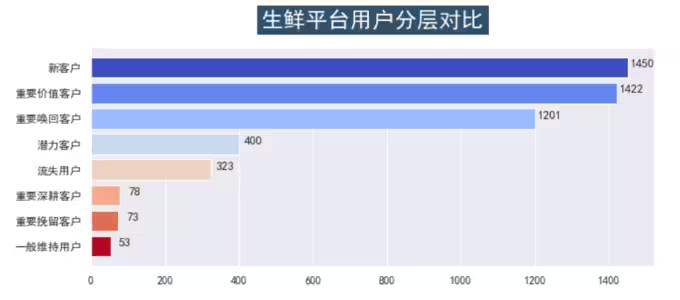 生鲜平台用户分层对比
新客户 1450
重要价值客户 1422
重要唤回客户 1201
潜力客户 400
流失用户 323
重要深耕客户 78
重要挽留客户 73
一般维持用户 53
0 200 400 600 800 1000 1200 1400